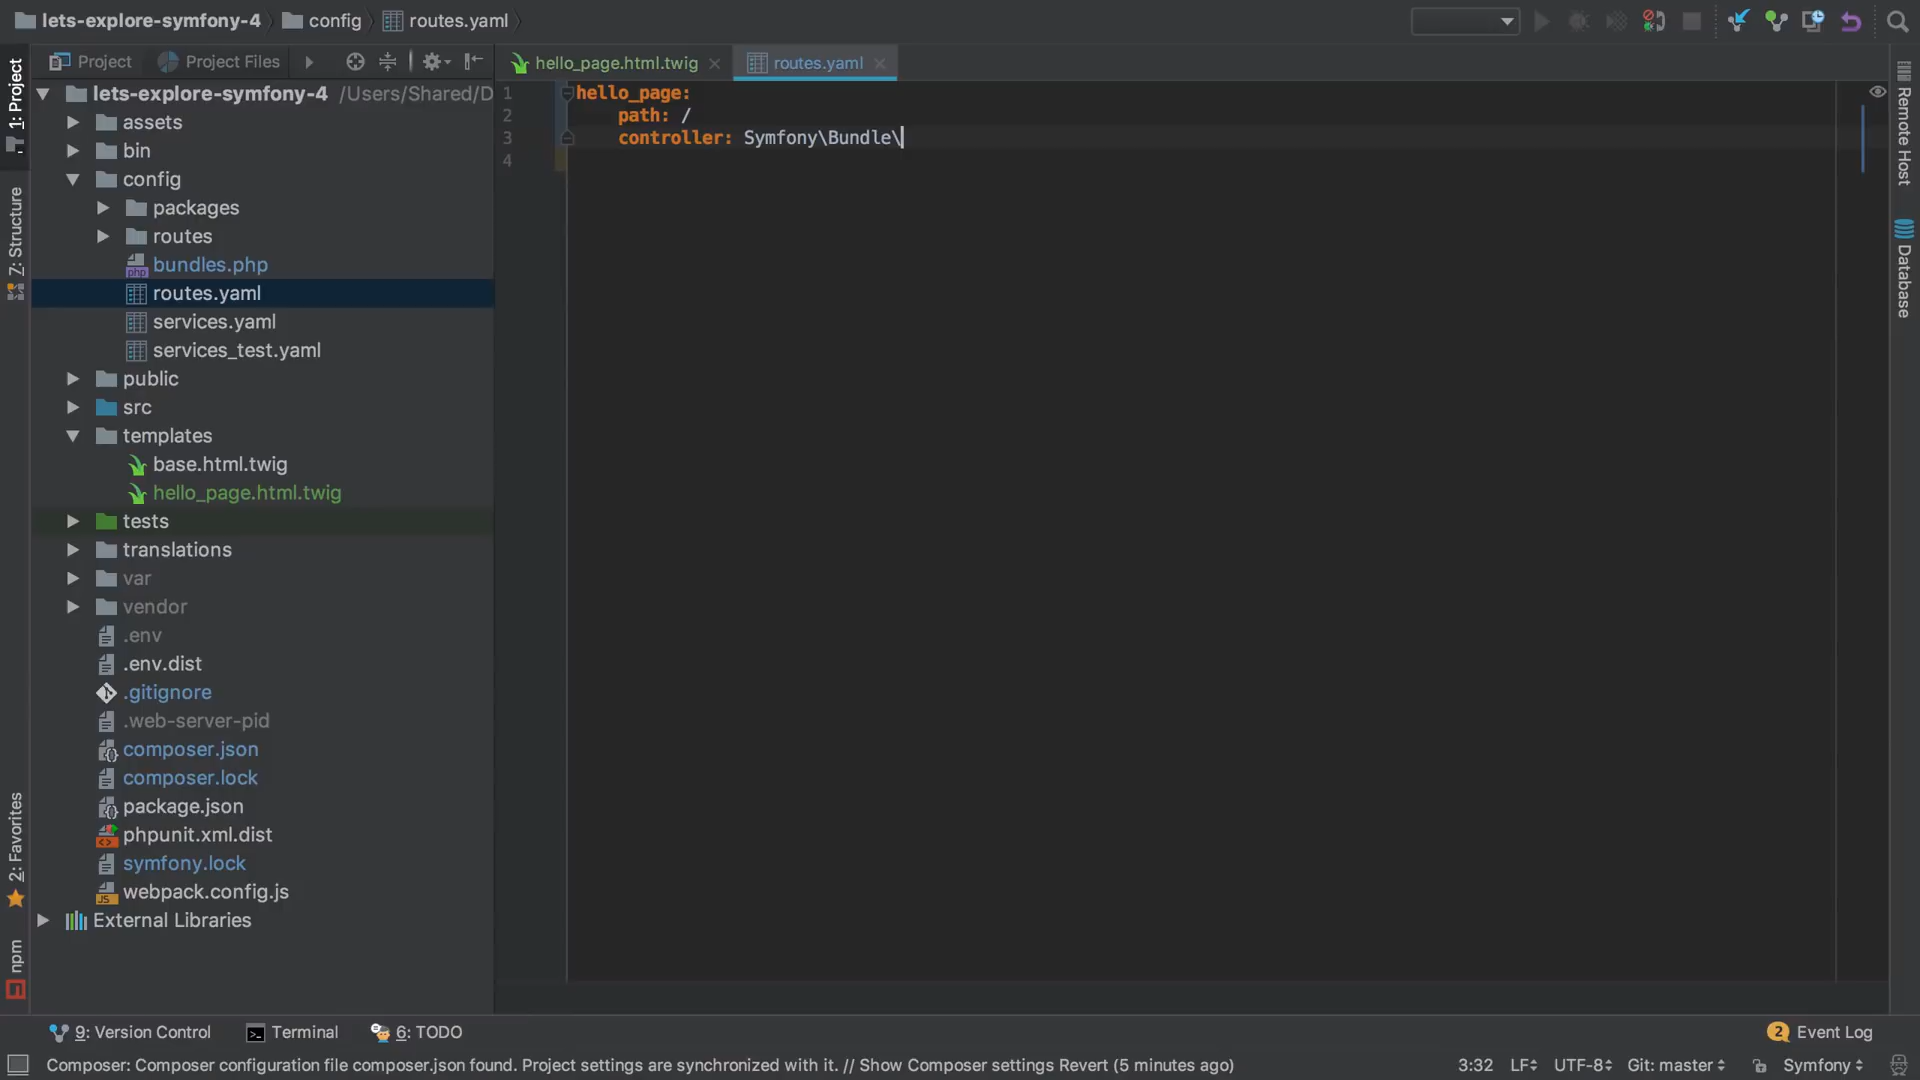 lets-explore-symfony-4 config routes.yaml
Project Project Files
hello_page.html.twig routes.yaml
1: Project
7: Structure
2: Favorites
npm
lets-explore-symfony-4 /Users/Shared/D
assets
bin
config
packages
routes
bundles.php
routes.yaml
services.yaml
services_test.yaml
public
src
templates
base.html.twig
hello_page.html.twig
tests
translations
var
vendor
.env
.env.dist
.gitignore
.web-server-pid
composer.json
composer.lock
package.json
phpunit.xml.dist
symfony.lock
webpack.config.js
External Libraries
1 hello_page:
2 path: /
3 controller: Symfony\Bundle\
4
Remote Host
Database
9: Version Control Terminal 6: TODO
2 Event Log
Composer: Composer configuration file composer.json found. Project settings are synchronized with it. // Show Composer settings Revert (5 minutes ago)
3:32 LF UTF-8 Git: master Symfony